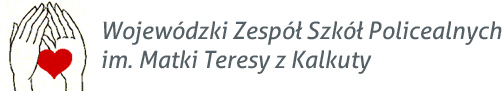 Wojewódzki Zespół Szkół Policealnych
im. Matki Teresy z Kalkuty